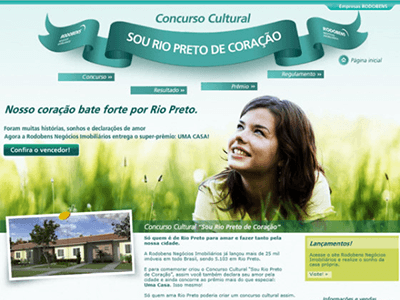 Empresas RODOBENS
Concurso Cultural
RODOBENS
SOU RIO PRETO DE CORAÇÃO
RODOBENS
Página inicial
Concurso
Resultado
Prêmio
Regulamento
Nosso coração bate forte por Rio Preto.
Foram muitas histórias, sonhos e declarações de amor
Agora a Rodobens Negócios Imobiliários entrega o super-prêmio: UMA CASA!
Confira o vencedor!
Concurso Cultural "Sou Rio Preto de Coração"
Só quem é do Rio Preto para amar e fazer tanto pela
nossa cidade.
A Rodobens Negócios Imobiliários já lançou mais de 25 mil
imóveis em todo Brasil, sendo 5.103 em Rio Preto.
E para comemorar criou o Concurso Cultural "Sou Rio Preto
de Coração", assim você também declara seu amor pela
cidade e ainda concorre ao prêmio mais do que especial:
Uma Casa. Isso mesmo!
Só quem ama Rio Preto poderia criar um concurso cultural assim.
Lançamentos!
Acesse o site Rodobens Negócios
Imobiliários e realize o sonho da
casa própria.
Visite! »
Informações e vendas